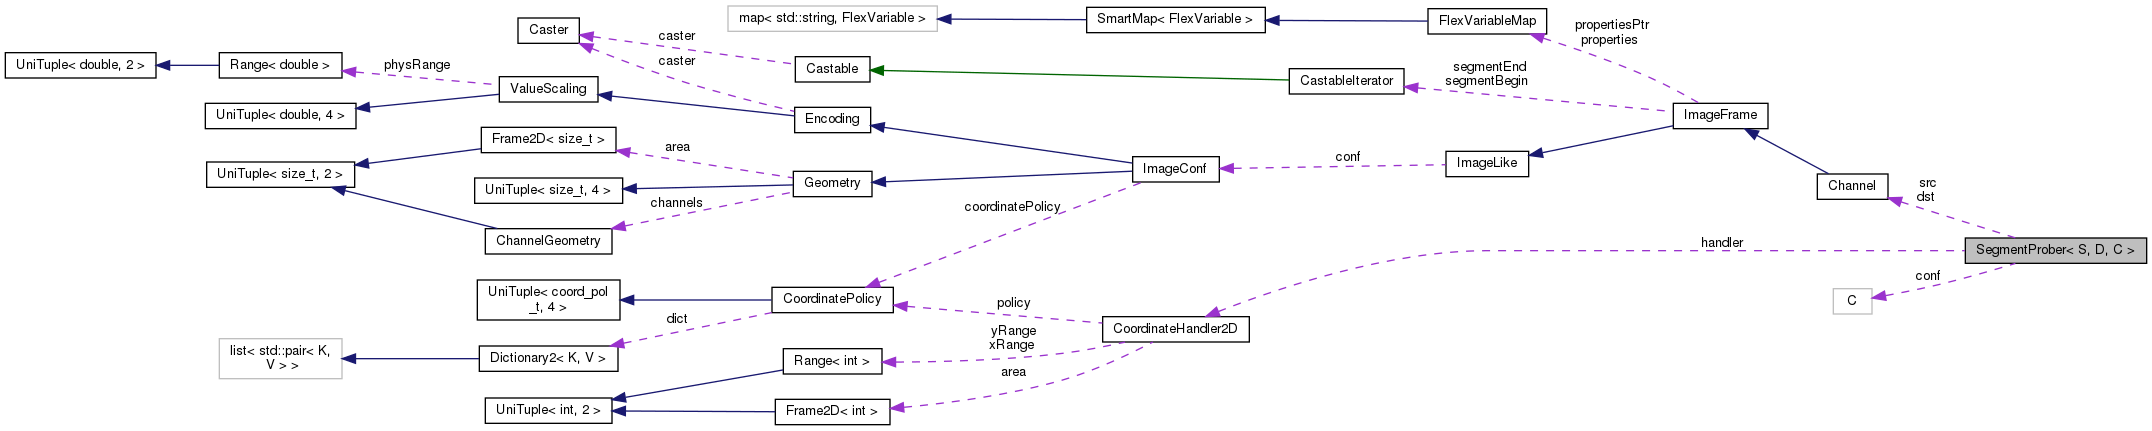 map< std::string, FlexVariable >
SmartMap< FlexVariable >
FlexVariableMap
propertiesPtr
properties
Caster
caster
caster
Castable
CastableIterator
segmentEnd
segmentBegin
UniTuple< double, 2 >
Range< double >
physRange
ValueScaling
UniTuple< double, 4 >
Encoding
ImageFrame
Frame2D< size_t >
area
UniTuple< size_t, 2 >
UniTuple< size_t, 4 >
Geometry
ImageConf
conf
ImageLike
Channel
src
dst
channels
ChannelGeometry
coordinatePolicy
handler
SegmentProber< S, D, C >
conf
C
UniTuple< coord_pol
_t, 4 >
CoordinatePolicy
policy
CoordinateHandler2D
dict
list< std::pair< K,
V > >
Dictionary2< K, V >
yRange
xRange
Range< int >
area
UniTuple< int, 2 >
Frame2D< int >